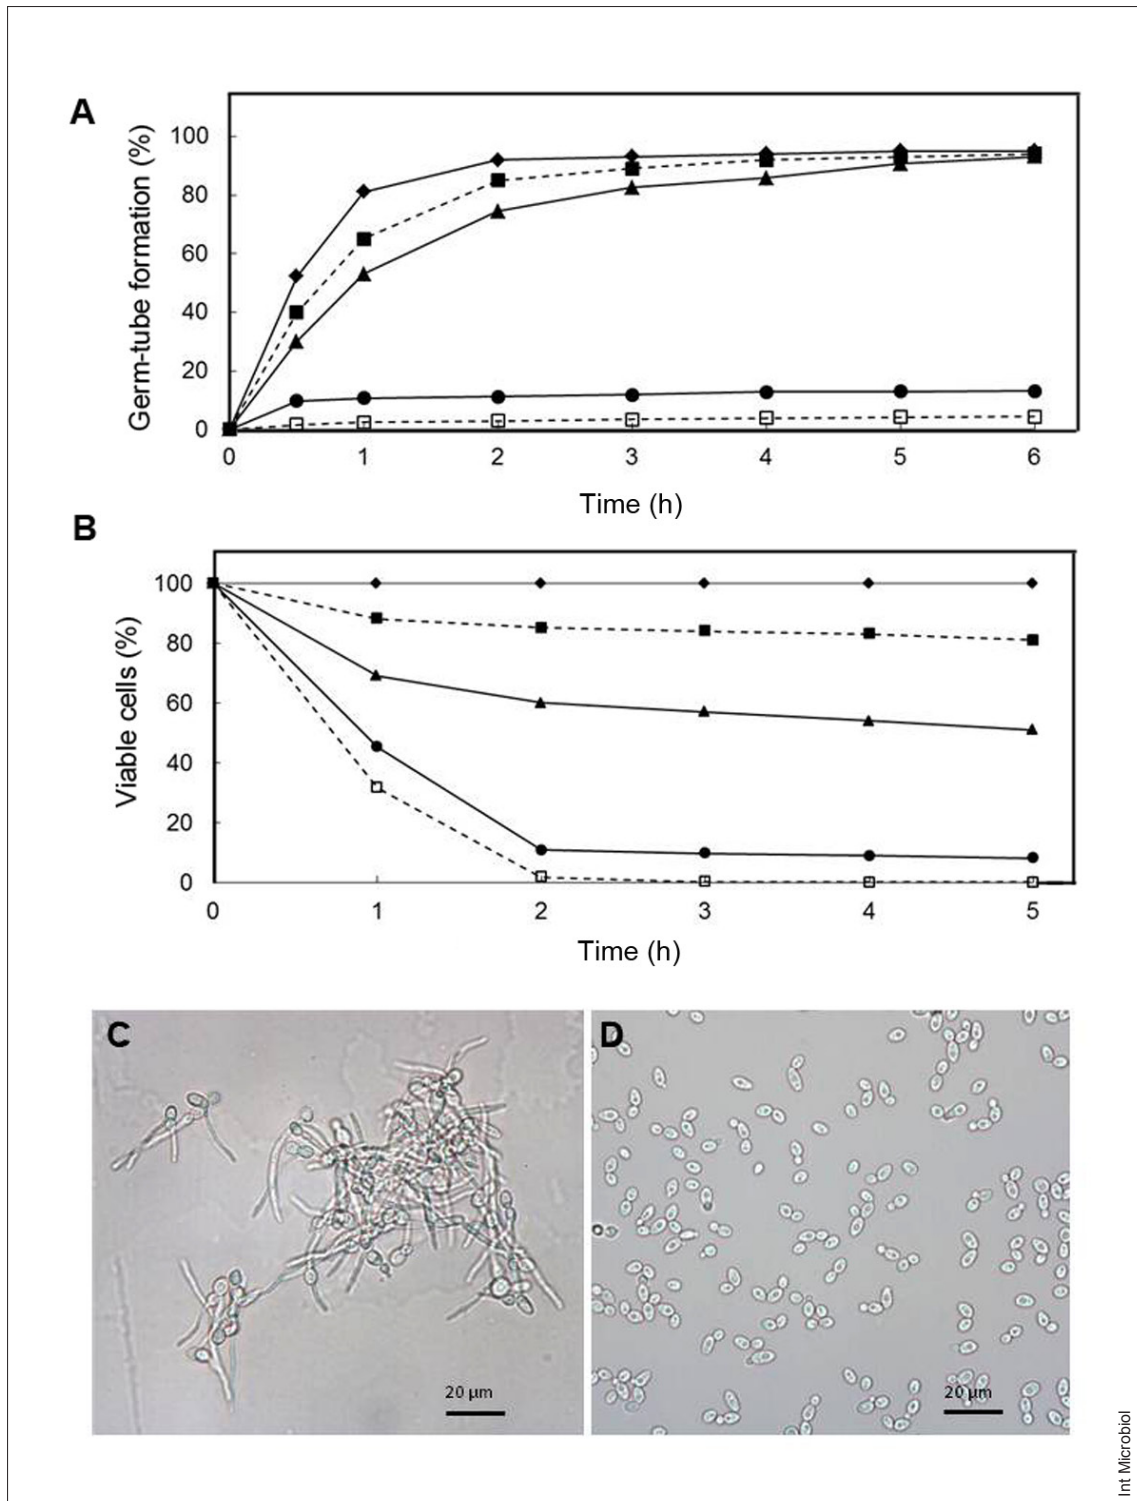 A
Germ-tube formation (%)
100
80
60
40
20
0
0 1 2 3 4 5 6
Time (h)
B
Viable cells (%)
100
80
60
40
20
0
0 1 2 3 4 5
Time (h)
C
D
20 µm
20 µm
Int Microbiol